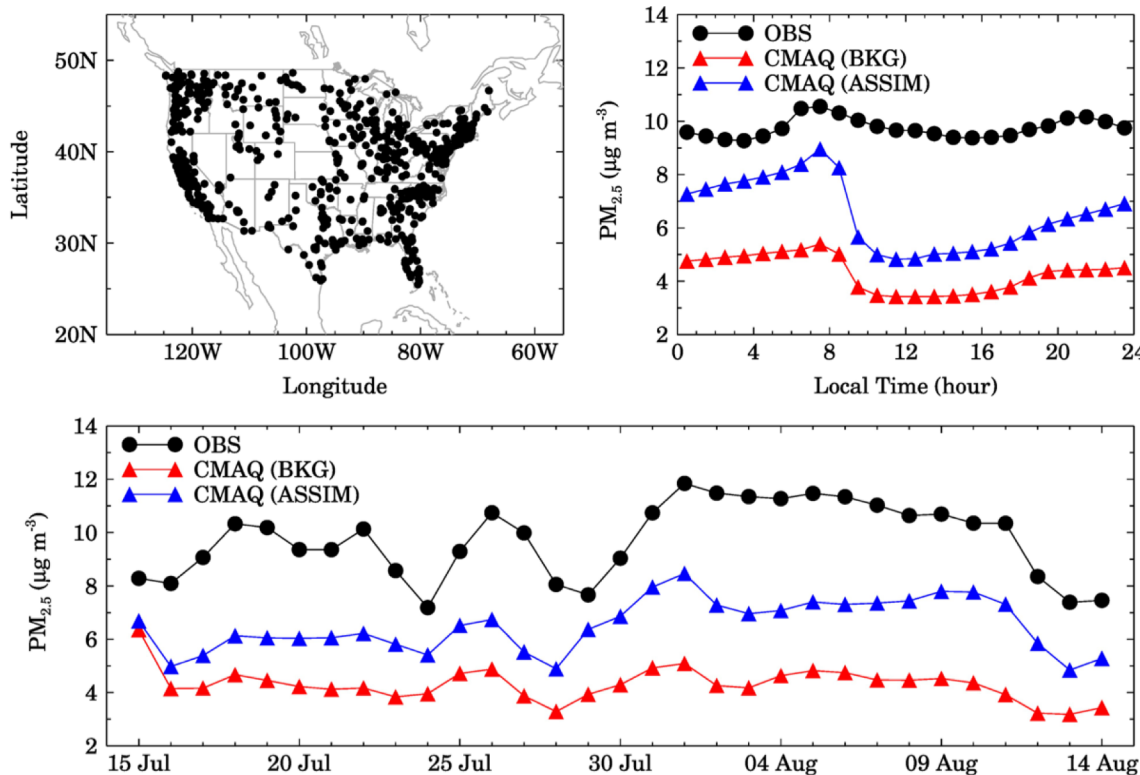 50N
40N
30N
20N
Latitude
120W 100W 80W 60W
Longitude
14
12
10
8
6
4
2
PM2.5 (µg m-3)
OBS
CMAQ (BKG)
CMAQ (ASSIM)
0 4 8 12 16 20 24
Local Time (hour)
14
12
10
8
6
4
2
PM2.5 (µg m-3)
OBS
CMAQ (BKG)
CMAQ (ASSIM)
15 Jul 20 Jul 25 Jul 30 Jul 04 Aug 09 Aug 14 Aug